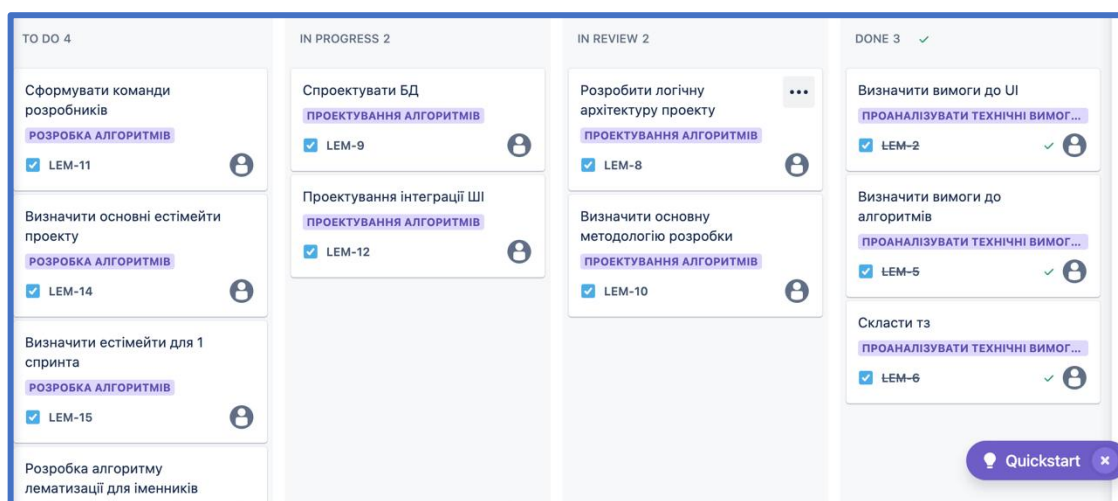 TO DO 4
Сформувати команди
розробників
РОЗРОБКА АЛГОРИТМІВ
LEM-11
Визначити основні естімейти
проекту
РОЗРОБКА АЛГОРИТМІВ
LEM-14
Визначити естімейти для 1
спринта
РОЗРОБКА АЛГОРИТМІВ
LEM-15
Розробка алгоритму
лематизації для іменників
IN PROGRESS 2
Спроектувати БД
ПРОЕКТУВАННЯ АЛГОРИТМІВ
LEM-9
Проектування інтеграції ШІ
ПРОЕКТУВАННЯ АЛГОРИТМІВ
LEM-12
IN REVIEW 2
Розробити логічну
архітектуру проекту
ПРОЕКТУВАННЯ АЛГОРИТМІВ
LEM-8
Визначити основну
методологію розробки
ПРОЕКТУВАННЯ АЛГОРИТМІВ
LEM-10
DONE 3
Визначити вимоги до UI
ПРОАНАЛІЗУВАТИ ТЕХНІЧНІ ВИМОГ...
LEM-2
Визначити вимоги до
алгоритмів
ПРОАНАЛІЗУВАТИ ТЕХНІЧНІ ВИМОГ...
LEM-5
Скласти тз
ПРОАНАЛІЗУВАТИ ТЕХНІЧНІ ВИМОГ...
LEM-6
Quickstart